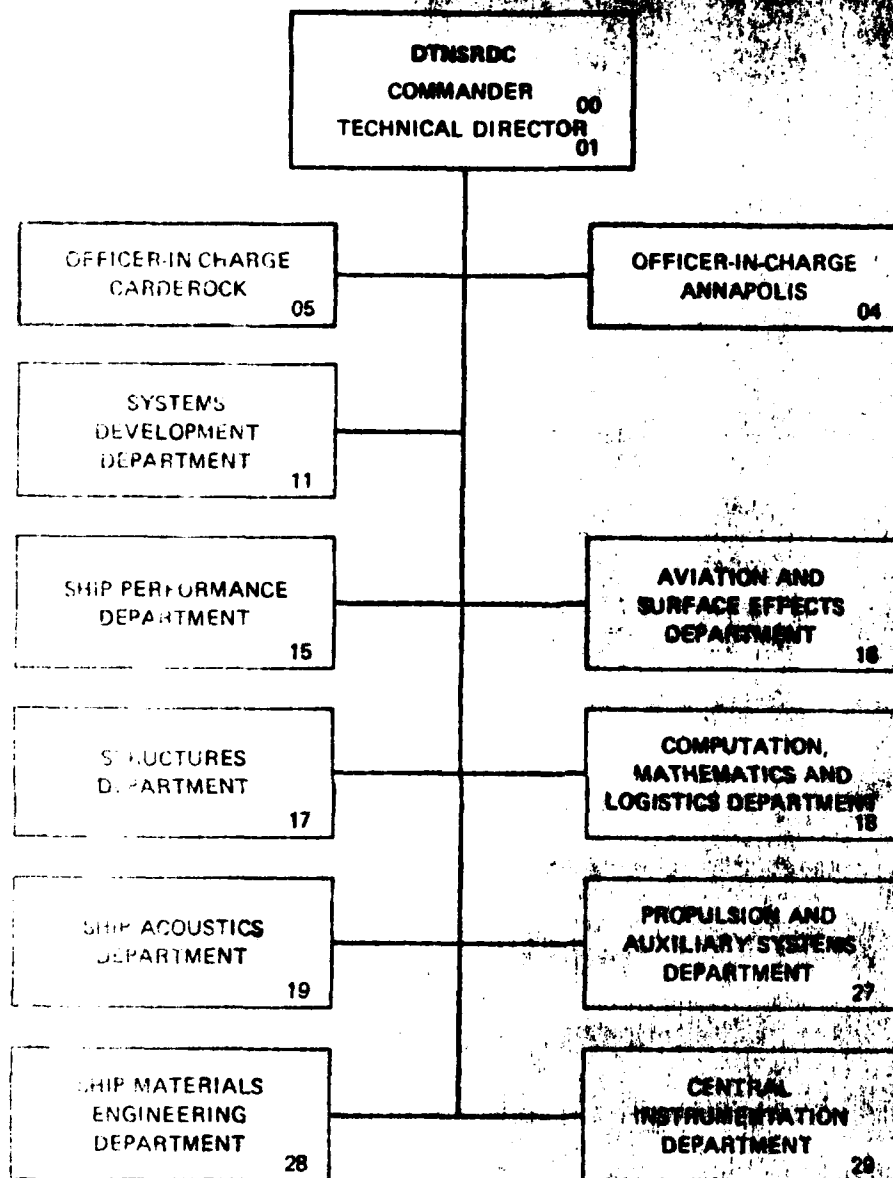 DTNSRDC
COMMANDER 00
TECHNICAL DIRECTOR 01
OFFICER-IN CHARGE
CARDEROCK
05
OFFICER-IN-CHARGE
ANNAPOLIS
04
SYSTEMS
DEVELOPMENT
DEPARTMENT
11
SHIP PERFORMANCE
DEPARTMENT
15
AVIATION AND
SURFACE EFFECTS
DEPARTMENT
16
STRUCTURES
DEPARTMENT
17
COMPUTATION,
MATHEMATICS AND
LOGISTICS DEPARTMENT
18
SHIP ACOUSTICS
DEPARTMENT
19
PROPULSION AND
AUXILIARY SYSTEMS
DEPARTMENT
27
SHIP MATERIALS
ENGINEERING
DEPARTMENT
28
CENTRAL
INSTRUMENTATION
DEPARTMENT
29